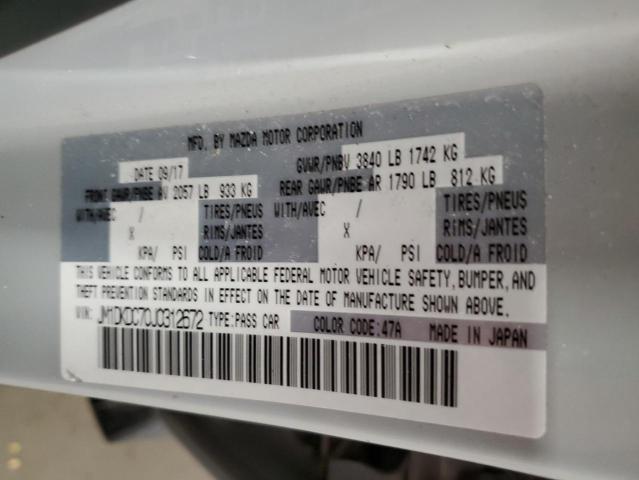 MFD. BY MAZDA MOTOR CORPORATION
DATE 09/17 GVWR/PNBV 3840 LB 1742 KG
FRONT GAWR/PNBE AV 2057 LB 933 KG REAR GAWR/PNBE AR 1790 LB 812 KG
WITH/AVEC / TIRES/PNEUS WITH/AVEC / TIRES/PNEUS
X RIMS/JANTES X RIMS/JANTES
KPA/ PSI COLD/A FROID KPA/ PSI COLD/A FROID
THIS VEHICLE CONFORMS TO ALL APPLICABLE FEDERAL MOTOR VEHICLE SAFETY, BUMPER, AND
THEFT PREVENTION STANDARDS IN EFFECT ON THE DATE OF MANUFACTURE SHOWN ABOVE.
VIN: JM1DKDC70J0312672 TYPE: PASS CAR COLOR CODE: 47A MADE IN JAPAN